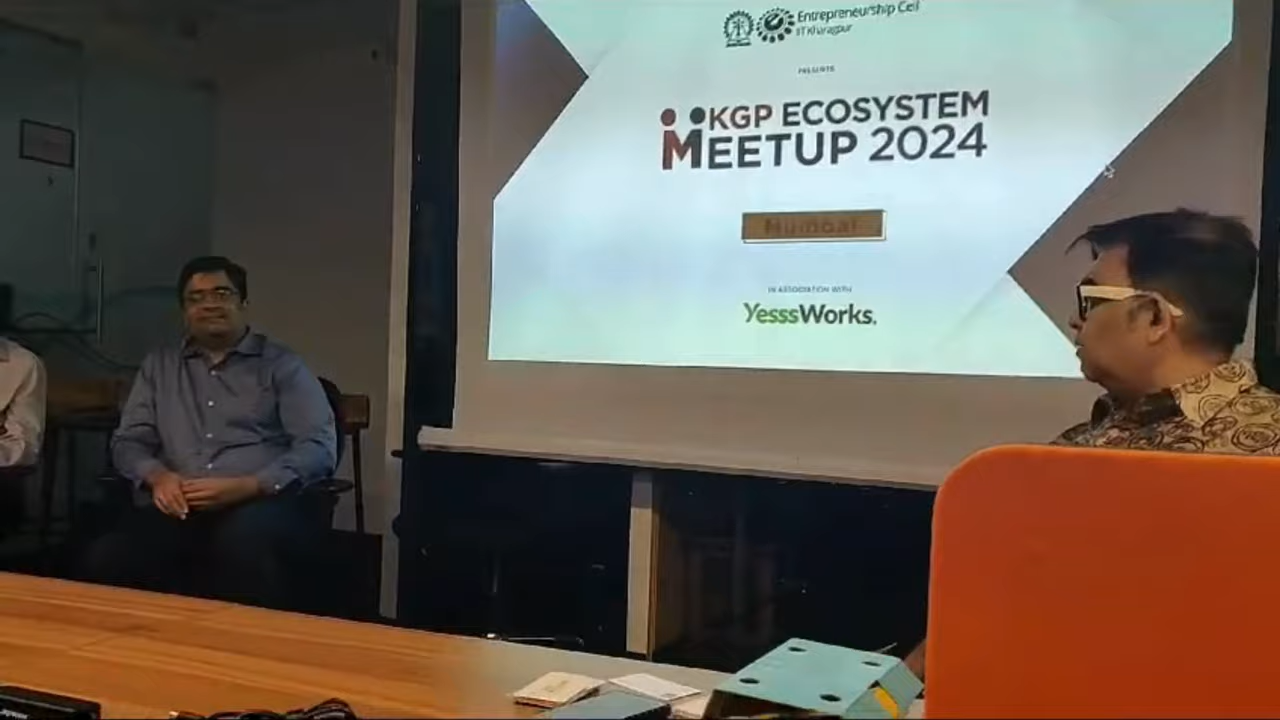 Entrepreneurship Cell
IIT Kharagpur
PRESENTS
KGP ECOSYSTEM
MEETUP 2024
Mumbai
IN ASSOCIATION WITH
YesssWorks.